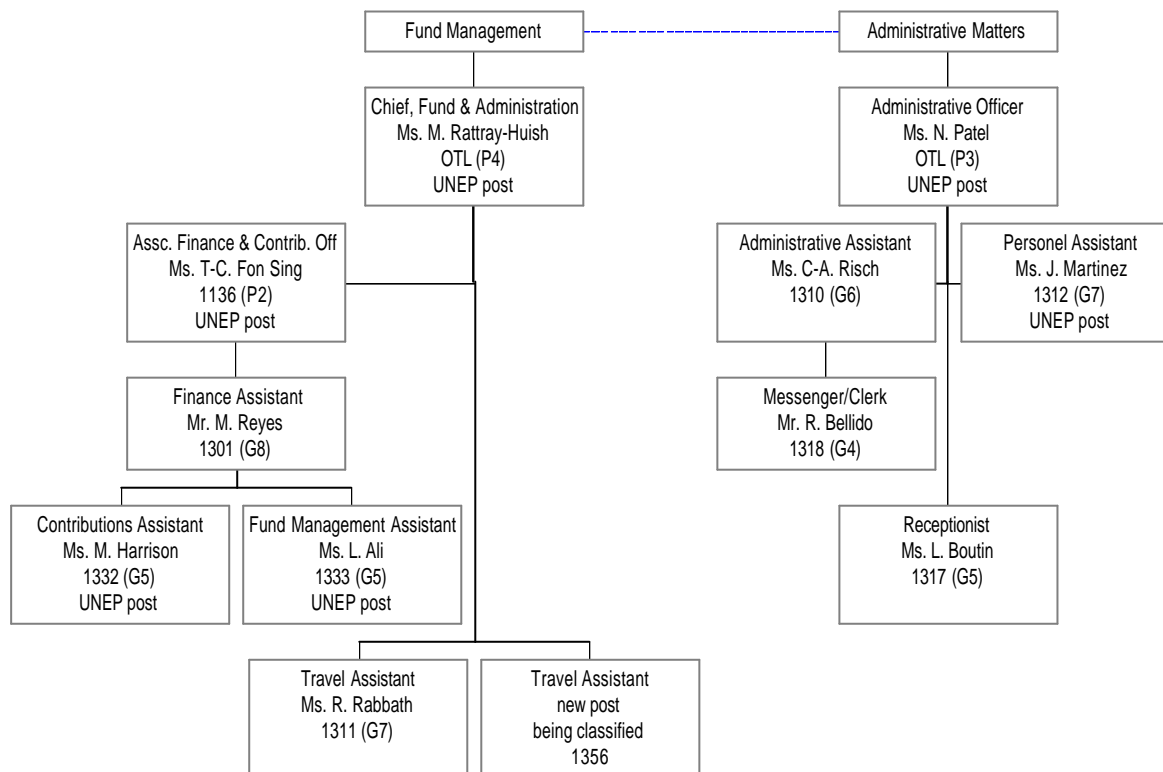 Fund Management
Administrative Matters
Chief, Fund & Administration
Ms. M. Rattray-Huish
OTL (P4)
UNEP post
Administrative Officer
Ms. N. Patel
OTL (P3)
UNEP post
Assc. Finance & Contrib. Off
Ms. T-C. Fon Sing
1136 (P2)
UNEP post
Administrative Assistant
Ms. C-A. Risch
1310 (G6)
Personel Assistant
Ms. J. Martinez
1312 (G7)
UNEP post
Finance Assistant
Mr. M. Reyes
1301 (G8)
Messenger/Clerk
Mr. R. Bellido
1318 (G4)
Contributions Assistant
Ms. M. Harrison
1332 (G5)
UNEP post
Fund Management Assistant
Ms. L. Ali
1333 (G5)
UNEP post
Receptionist
Ms. L. Boutin
1317 (G5)
Travel Assistant
Ms. R. Rabbath
1311 (G7)
Travel Assistant
new post
being classified
1356